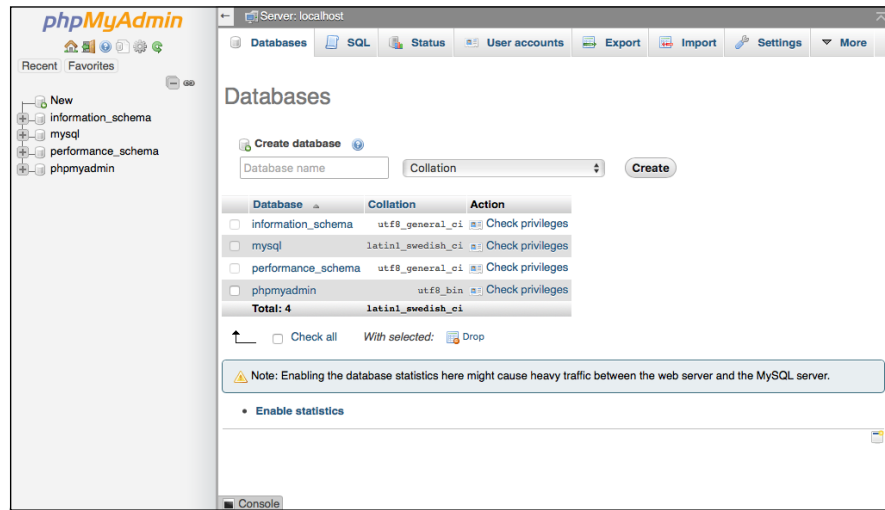 phpMyAdmin
Recent Favorites
New
information_schema
mysql
performance_schema
phpmyadmin
Server: localhost
Databases SQL Status User accounts Export Import Settings More
Databases
Create database
Database name Collation Create
Database Collation Action
information_schema utf8_general_ci Check privileges
mysql latin1_swedish_ci Check privileges
performance_schema utf8_general_ci Check privileges
phpmyadmin utf8_bin Check privileges
Total: 4 latin1_swedish_ci
Check all With selected: Drop
Note: Enabling the database statistics here might cause heavy traffic between the web server and the MySQL server.
• Enable statistics
Console